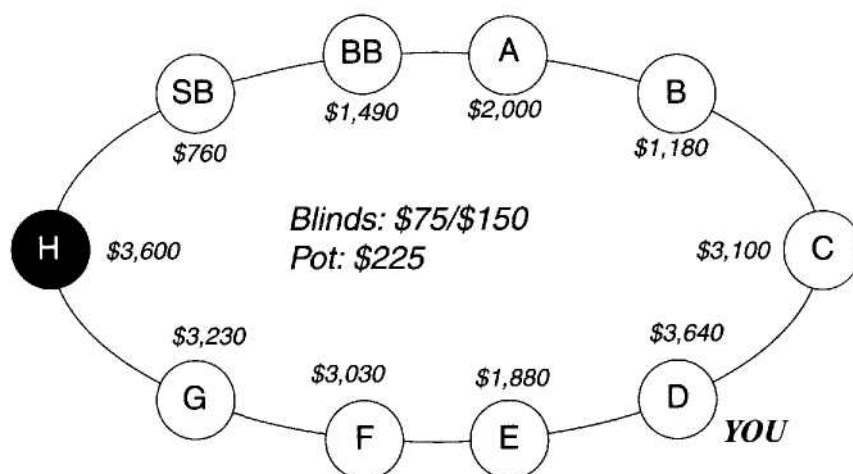 BB
A
SB
B
$1,490
$2,000
$760
$1,180
Blinds: $75/$150
H
$3,600
$3,100
C
Pot: $225
$3,230
$3,030
$1,880
$3,640
G
F
E
D
YOU